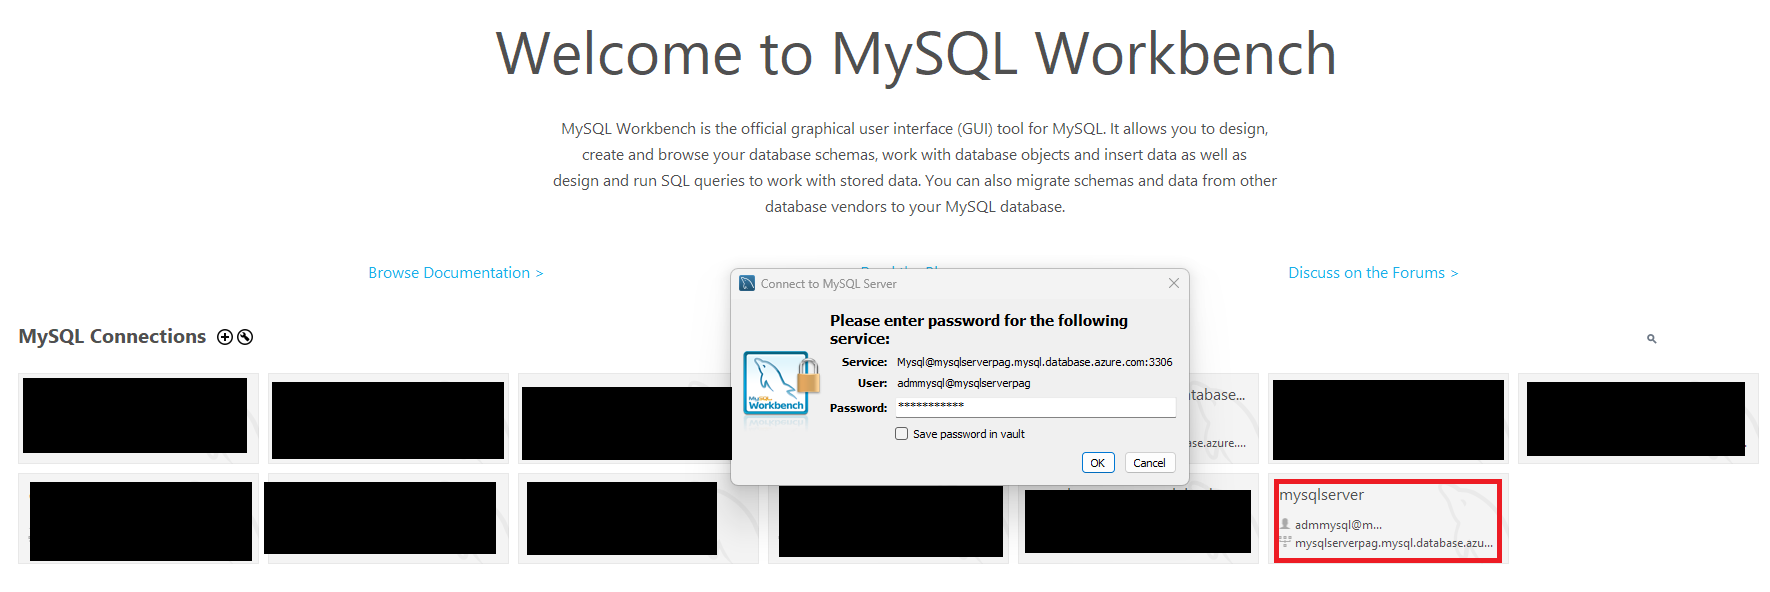 Welcome to MySQL Workbench
MySQL Workbench is the official graphical user interface (GUI) tool for MySQL. It allows you to design,
create and browse your database schemas, work with database objects and insert data as well as
design and run SQL queries to work with stored data. You can also migrate schemas and data from other
database vendors to your MySQL database.
Browse Documentation >
Discuss on the Forums >
Connect to MySQL Server
Please enter password for the following
service:
Service: Mysql@mysqlserverpag.mysql.database.azure.com:3306
User: admmysql@mysqlserverpag
Password: ***********
Save password in vault
OK
Cancel
MySQL
Workbench
MySQL Connections
atabase...
se.azure....
mysqlserver
admmysql@m...
mysqlserverpag.mysql.database.azu...